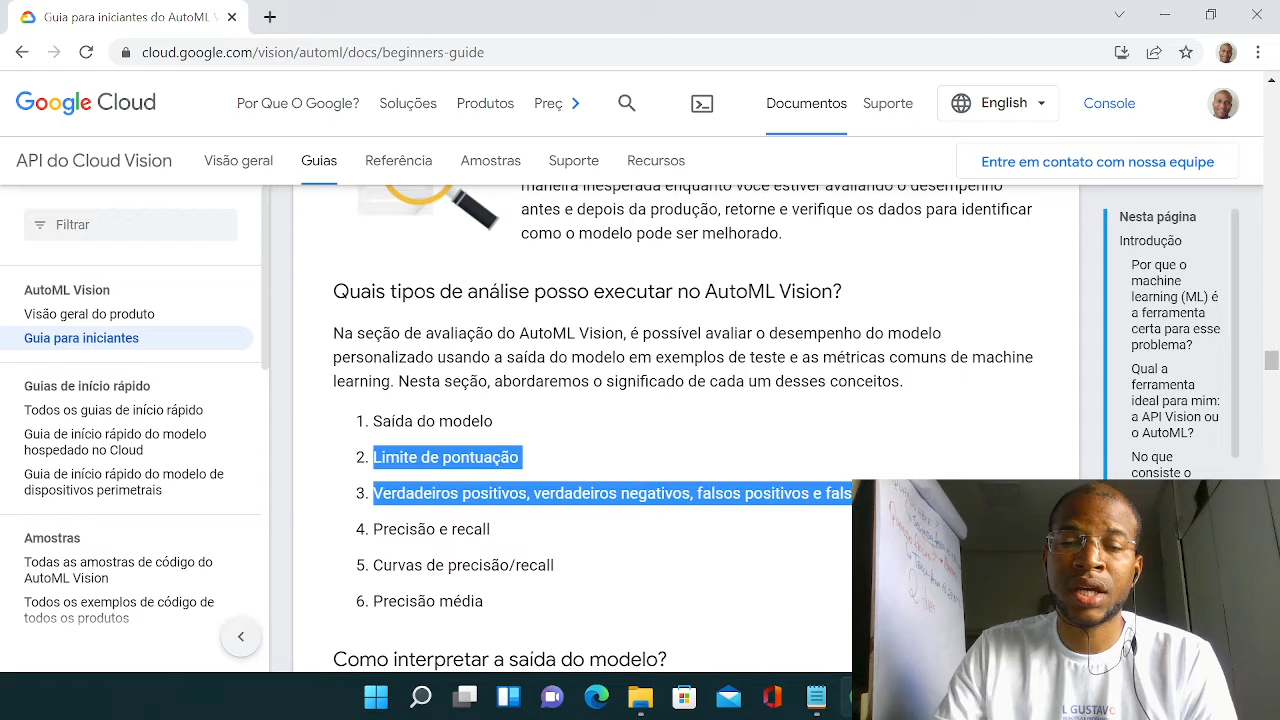 Guia para iniciantes do AutoML V
cloud.google.com/vision/automl/docs/beginners-guide
Google Cloud
Por Que O Google?
Soluções
Produtos
Preç
Documentos
Suporte
English
Console
API do Cloud Vision
Visão geral
Guias
Referência
Amostras
Suporte
Recursos
Entre em contato com nossa equipe
Filtrar
AutoML Vision
Visão geral do produto
Guia para iniciantes
Guias de início rápido
Todos os guias de início rápido
Guia de início rápido do modelo
hospedado no Cloud
Guia de início rápido do modelo de
dispositivos perimetrais
Amostras
Todas as amostras de código do
AutoML Vision
Todos os exemplos de código de
todos os produtos
maneira inesperada enquanto você estiver avaliando o desempenho
antes e depois da produção, retorne e verifique os dados para identificar
como o modelo pode ser melhorado.
Quais tipos de análise posso executar no AutoML Vision?
Na seção de avaliação do AutoML Vision, é possível avaliar o desempenho do modelo
personalizado usando a saída do modelo em exemplos de teste e as métricas comuns de machine
learning. Nesta seção, abordaremos o significado de cada um desses conceitos.
1. Saída do modelo
2. Limite de pontuação
3. Verdadeiros positivos, verdadeiros negativos, falsos positivos e fals
4. Precisão e recall
5. Curvas de precisão/recall
6. Precisão média
Como interpretar a saída do modelo?
Nesta página
Introdução
Por que o
machine
learning (ML) é
a ferramenta
certa para esse
problema?
Qual a
ferramenta
ideal para mim:
a API Vision ou
o AutoML?
No que
consiste o
L GUSTAVO